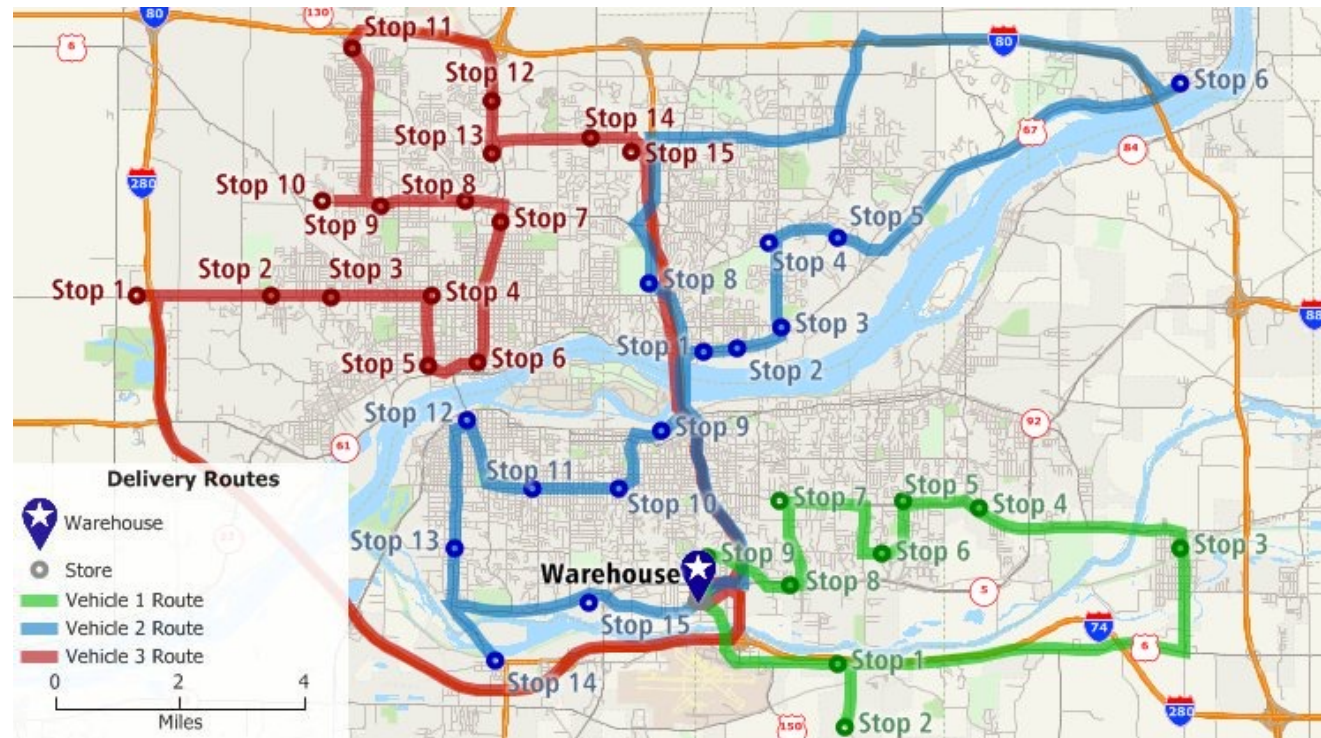 130
80
Stop 11
6
80
Stop 12
Stop 6
Stop 14
67
Stop 13
84
Stop 15
280
Stop 10
Stop 8
Stop 9
Stop 7
Stop 5
Stop 4
Stop 2
Stop 3
Stop 8
Stop 1
Stop 4
88
Stop 3
Stop 1
Stop 5
Stop 6
Stop 2
Stop 12
92
Stop 9
61
Stop 11
Stop 10
Stop 7
Stop 5
Stop 4
Stop 13
Stop 9
Stop 6
Stop 3
Warehouse
Stop 8
5
Stop 15
74
6
Stop 1
Stop 14
280
150
Stop 2
Delivery Routes
Warehouse
Store
Vehicle 1 Route
Vehicle 2 Route
Vehicle 3 Route
0 2 4
Miles